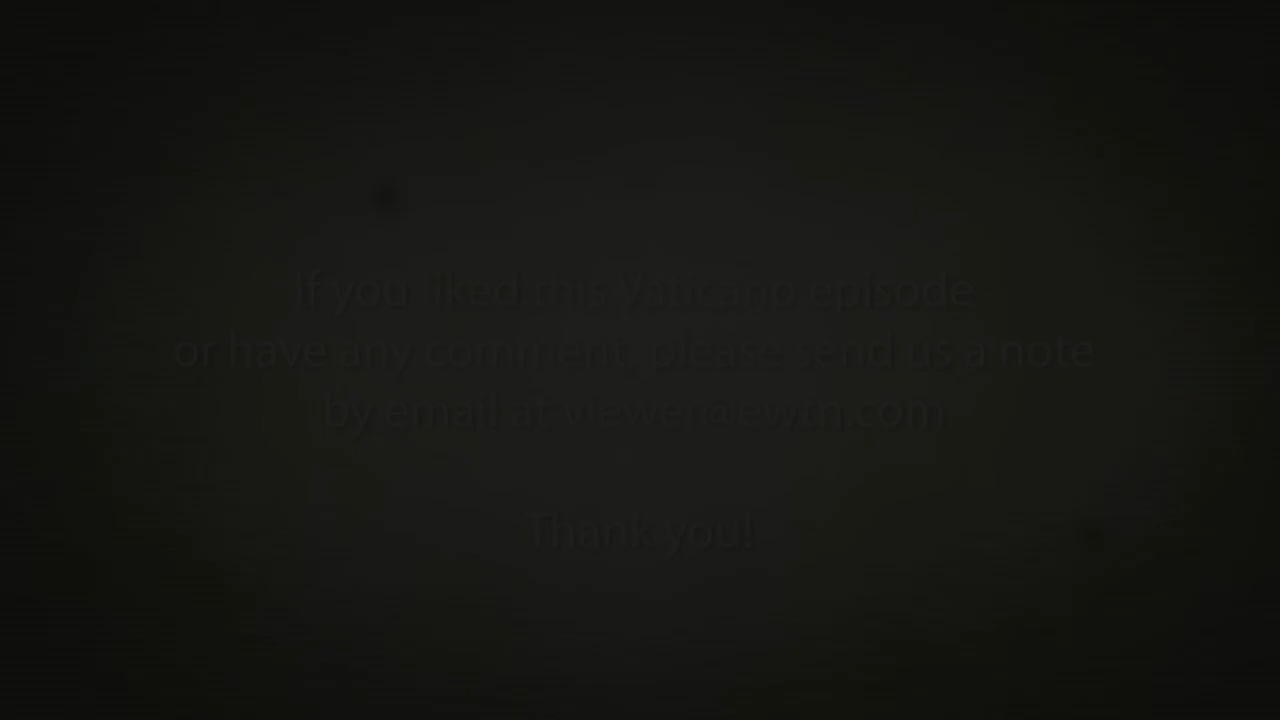 If you liked this Vaticano episode
or have any comment, please send us a note
by email at viewer@ewtn.com
Thank you!